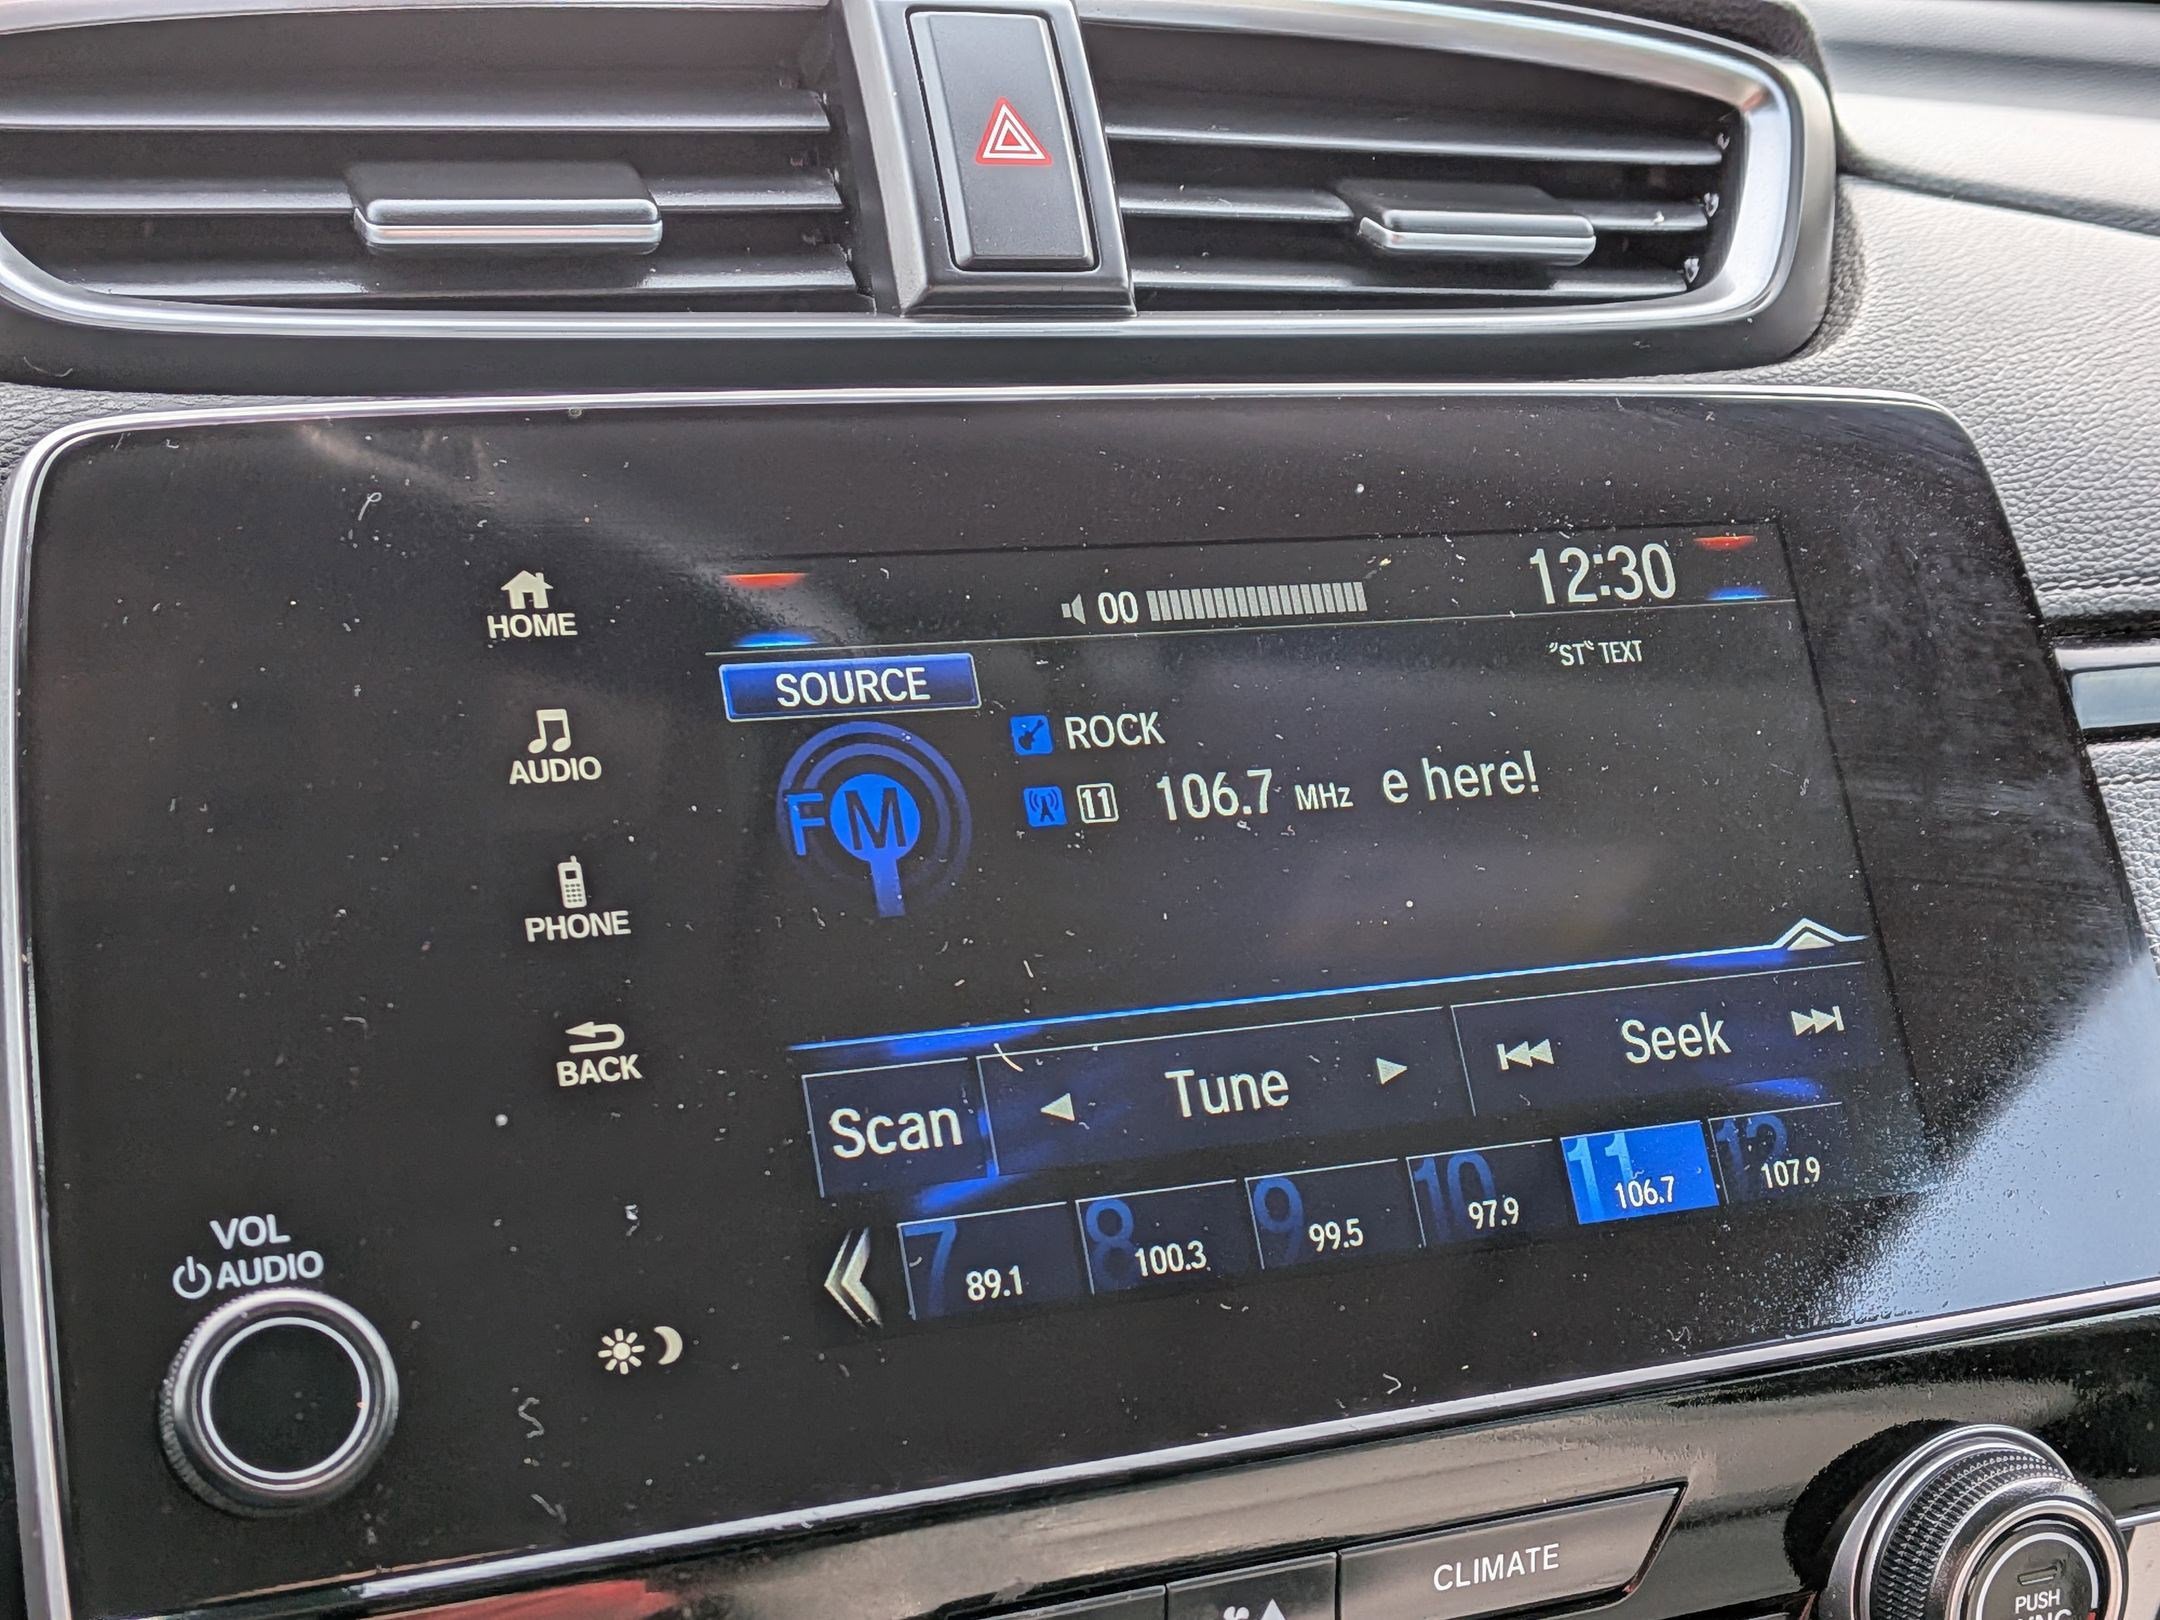 HOME
AUDIO
PHONE
BACK
VOL
AUDIO
00
12:30
"ST" TEXT
SOURCE
FM
ROCK
11 106.7 MHz e here!
Scan
Tune
Seek
7 89.1
8 100.3
9 99.5
10 97.9
11 106.7
12 107.9
CLIMATE
PUSH